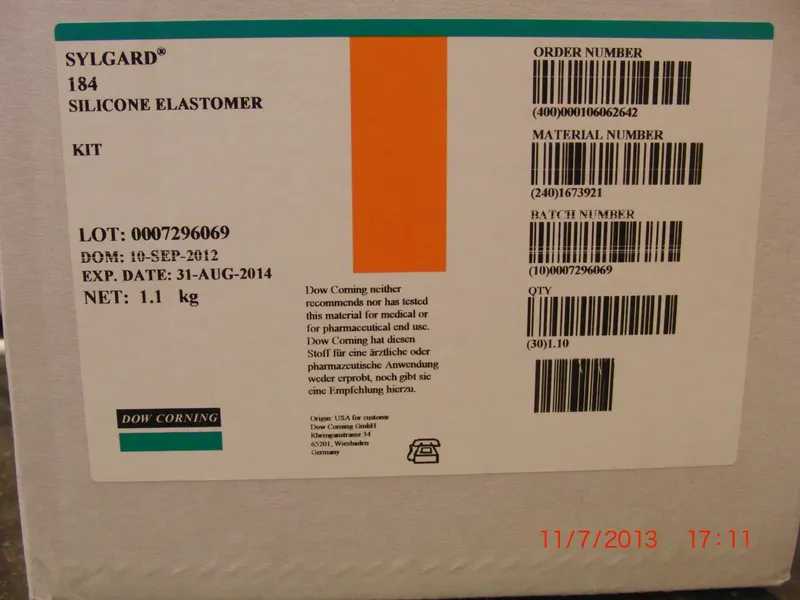 SYLGARD®
184
SILICONE ELASTOMER
KIT
LOT: 0007296069
DOM: 10-SEP-2012
EXP. DATE: 31-AUG-2014
NET: 1.1 kg
DOW CORNING
Dow Corning neither
recommends nor has tested
this material for medical or
for pharmaceutical end use.
Dow Corning hat diesen
Stoff für eine ärztliche oder
pharmazeutische Anwendung
weder erprobt, noch gibt sie
eine Empfehlung hierzu.
Origin: USA for customs
Dow Corning GmbH
Rheingaustrasse 34
65201, Wiesbaden
Germany
ORDER NUMBER
(400)000106062642
MATERIAL NUMBER
(240)1673921
BATCH NUMBER
(10)0007296069
QTY
(30)1.10
11/7/2013 17:11